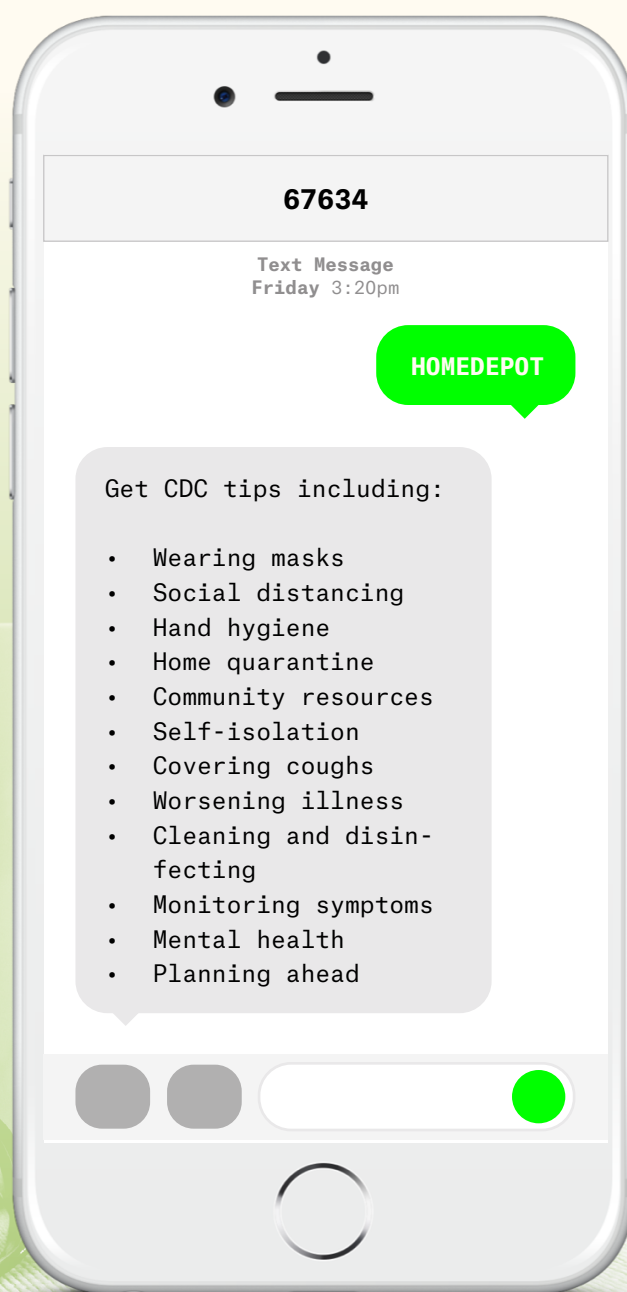 67634
Text Message
Friday 3:20pm
HOMEDEPOT
Get CDC tips including:
• Wearing masks
• Social distancing
• Hand hygiene
• Home quarantine
• Community resources
• Self-isolation
• Covering coughs
• Worsening illness
• Cleaning and disin-
fecting
• Monitoring symptoms
• Mental health
• Planning ahead